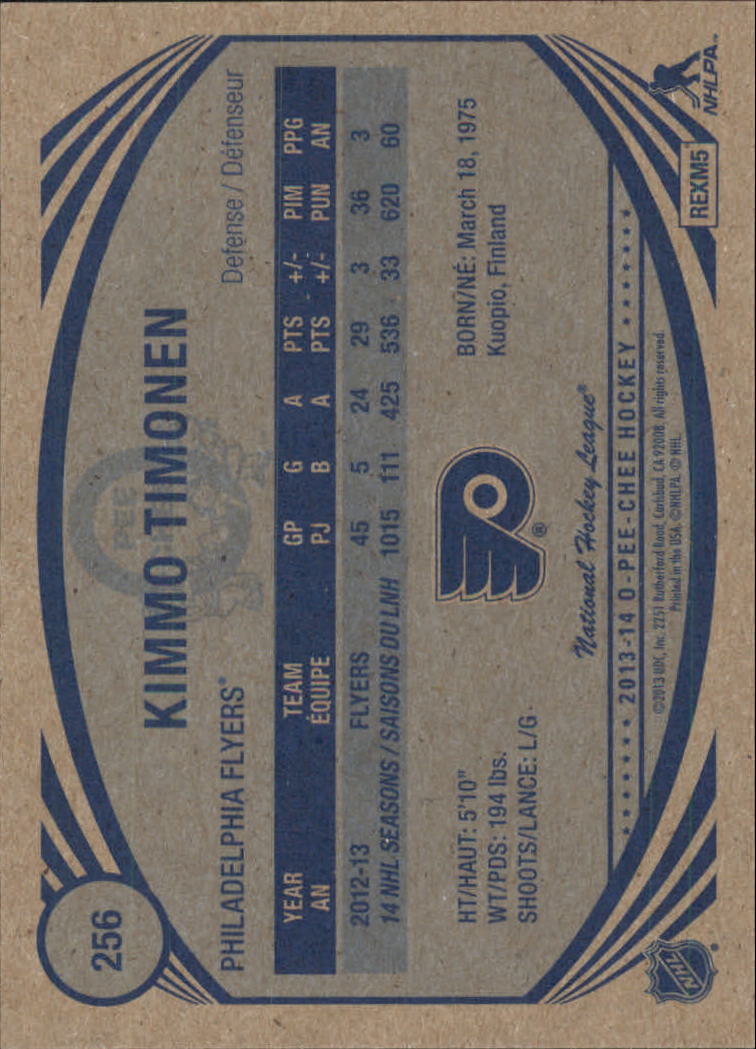 256
KIMMO TIMONEN
PHILADELPHIA FLYERS®
Defense / Défenseur
YEAR TEAM GP G A PTS +/- PIM PPG
AN ÉQUIPE PJ B A PTS +/- PUN AN
2012-13 FLYERS 45 5 24 29 3 36 3
14 NHL SEASONS / SAISONS DU LNH 1015 111 425 536 33 620 60
HT/HAUT: 5'10"
WT/PDS: 194 lbs.
SHOOTS/LANCE: L/G
BORN/NÉ: March 18, 1975
Kuopio, Finland
®
National Hockey League®
2013-14 O-PEE-CHEE HOCKEY
©2013 UDC, Inc. 2251 Rutherford Road, Carlsbad, CA 92008. All rights reserved.
Printed in the USA. ©NHLPA. © NHL.
NHL®
REXM5
NHLPA™
PEE